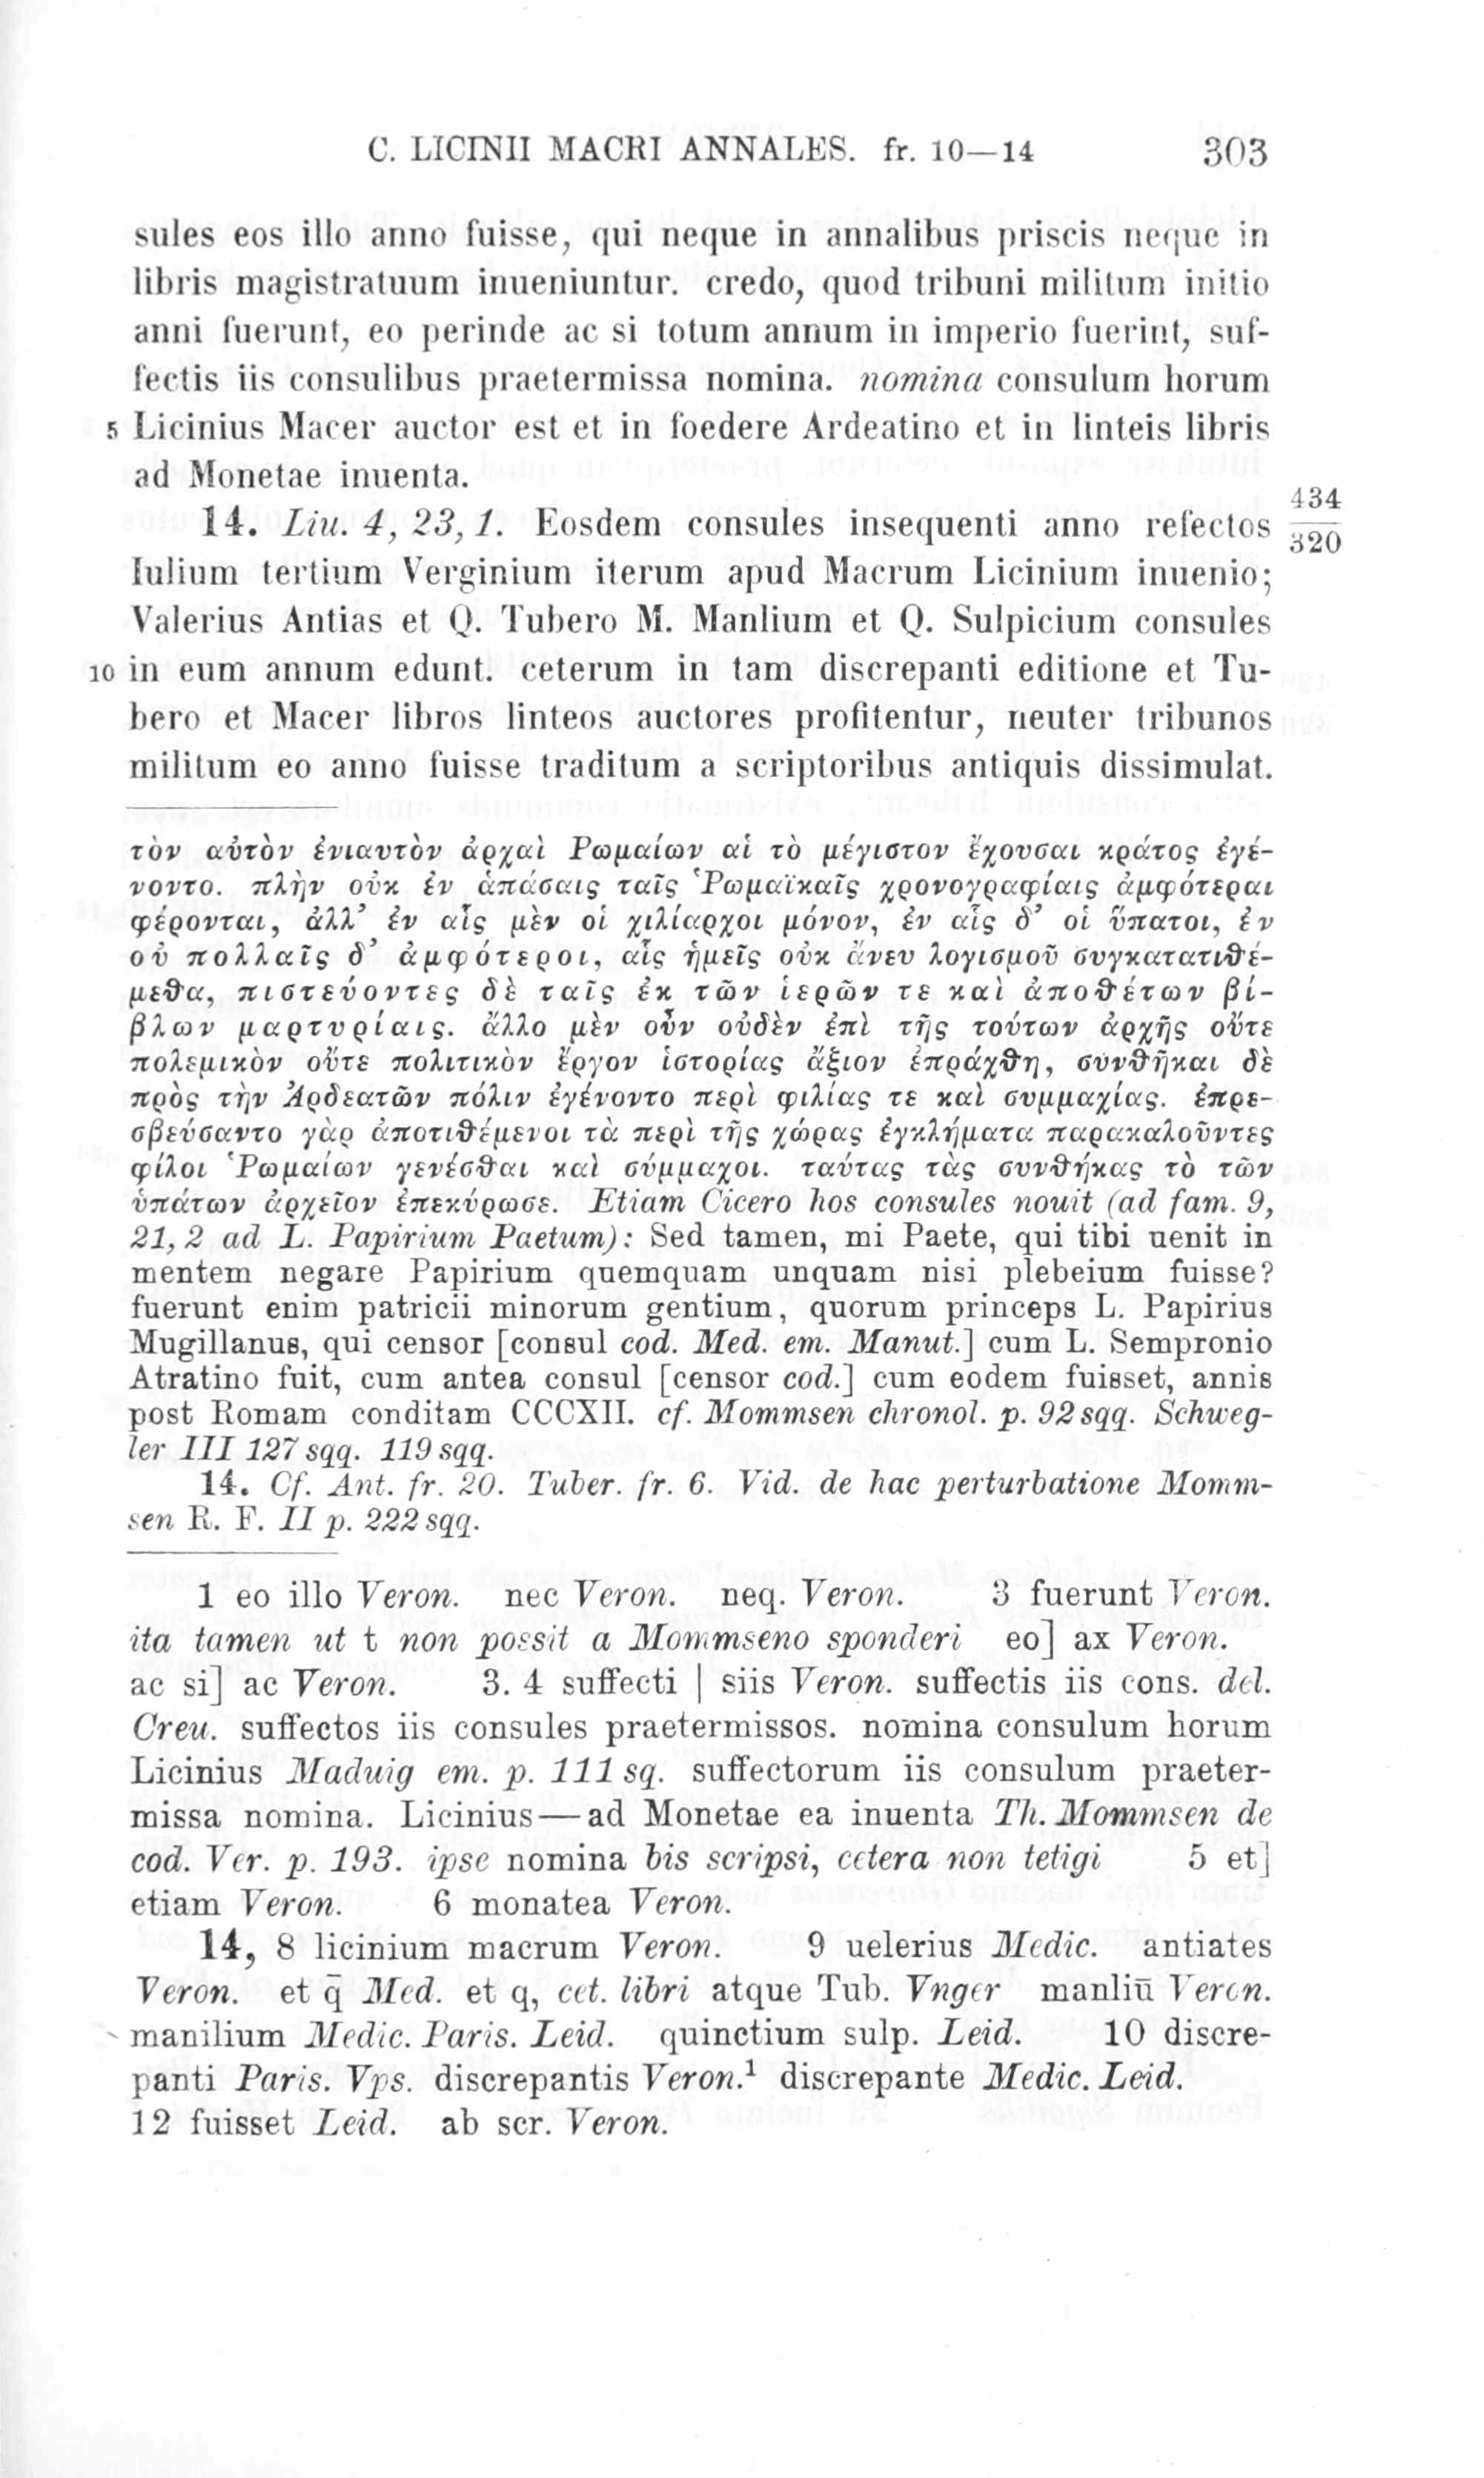 C. LICINII MACRI ANNALES. fr. 10—14 303
sules eos illo anno fuisse, qui neque in annalibus priscis neque in
libris magistratuum inueniuntur. credo, quod tribuni militum initio
anni fuerunt, eo perinde ac si totum annum in imperio fuerint, suf-
fectis iis consulibus praetermissa nomina. nomina consulum horum
5 Licinius Macer auctor est et in foedere Ardeatino et in linteis libris
ad Monetae inuenta.
14. Liu. 4, 23, 1. Eosdem consules insequenti anno refectos 434/320
Iulium tertium Verginium iterum apud Macrum Licinium inuenio;
Valerius Antias et Q. Tubero M. Manlium et Q. Sulpicium consules
10 in eum annum edunt. ceterum in tam discrepanti editione et Tu-
bero et Macer libros linteos auctores profitentur, neuter tribunos
militum eo anno fuisse traditum a scriptoribus antiquis dissimulat.
τὸν αὐτὸν ἐνιαυτὸν ἀρχαὶ Ρωμαίων αἱ τὸ μέγιστον ἔχουσαι κράτος ἐγέ-
νοντο. πλὴν οὐκ ἐν ἁπάσαις ταῖς Ῥωμαϊκαῖς χρονογραφίαις ἀμφότεραι
φέρονται, ἀλλ’ ἐν αἷς μὲν οἱ χιλίαρχοι μόνον, ἐν αἷς δ’ οἱ ὕπατοι, ἐν
οὐ πολλαῖς δ’ ἀμφότεροι, αἷς ἡμεῖς οὐκ ἄνευ λογισμοῦ συγκατατιθέ-
μεθα, πιστεύοντες δὲ ταῖς ἐκ τῶν ἱερῶν τε καὶ ἀποθέτων βί-
βλων μαρτυρίαις. ἄλλο μὲν οὖν οὐδὲν ἐπὶ τῆς τούτων ἀρχῆς οὔτε
πολεμικὸν οὔτε πολιτικὸν ἔργον ἱστορίας ἄξιον ἐπράχθη, συνθῆκαι δὲ
πρὸς τὴν Ἀρδεατῶν πόλιν ἐγένοντο περὶ φιλίας τε καὶ συμμαχίας. ἐπρε-
σβεύσαντο γὰρ ἀποτιθέμενοι τὰ περὶ τῆς χώρας ἐγκλήματα παρακαλοῦντες
φίλοι Ῥωμαίων γενέσθαι καὶ σύμμαχοι. ταύτας τὰς συνθήκας τὸ τῶν
ὑπάτων ἀρχεῖον ἐπεκύρωσε. Etiam Cicero hos consules nouit (ad fam. 9,
21, 2 ad L. Papirium Paetum): Sed tamen, mi Paete, qui tibi uenit in
mentem negare Papirium quemquam unquam nisi plebeium fuisse?
fuerunt enim patricii minorum gentium, quorum princeps L. Papirius
Mugillanus, qui censor [consul cod. Med. em. Manut.] cum L. Sempronio
Atratino fuit, cum antea consul [censor cod.] cum eodem fuisset, annis
post Romam conditam CCCXII. cf. Mommsen chronol. p. 92 sqq. Schweg-
ler III 127 sqq. 119 sqq.
14. Cf. Ant. fr. 20. Tuber. fr. 6. Vid. de hac perturbatione Momm-
sen R. F. II p. 222 sqq.
1 eo illo Veron. nec Veron. neq. Veron. 3 fuerunt Veron.
ita tamen ut t non possit a Mommseno sponderi eo] ax Veron.
ac si] ac Veron. 3. 4 suffecti | siis Veron. suffectis iis cons. del.
Creu. suffectos iis consules praetermissos. nomina consulum horum
Licinius Maduig em. p. 111 sq. suffectorum iis consulum praeter-
missa nomina. Licinius—ad Monetae ea inuenta Th. Mommsen de
cod. Ver. p. 193. ipse nomina bis scripsi, cetera non tetigi 5 et]
etiam Veron. 6 monatea Veron.
14, 8 licinium macrum Veron. 9 uelerius Medic. antiates
Veron. et q̄ Med. et q, cet. libri atque Tub. Vnger manliū Veron.
manilium Medic. Paris. Leid. quinctium sulp. Leid. 10 discre-
panti Paris. Vps. discrepantis Veron.¹ discrepante Medic. Leid.
12 fuisset Leid. ab scr. Veron.